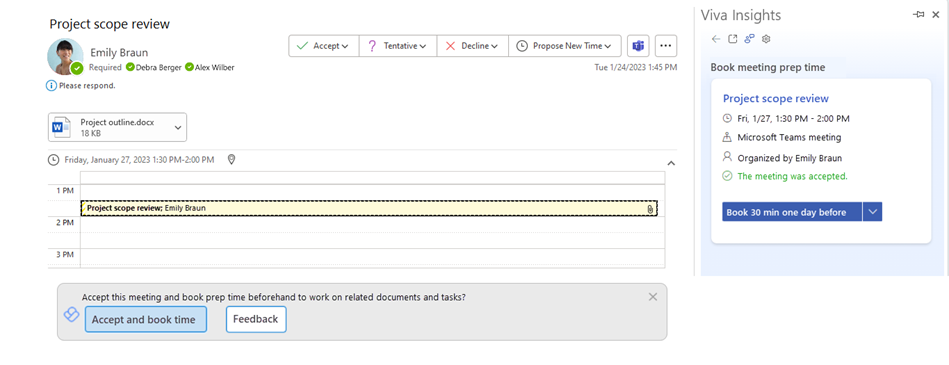 Project scope review
Emily Braun
Required Debra Berger Alex Wilber
Please respond.
Accept
Tentative
Decline
Propose New Time
Tue 1/24/2023 1:45 PM
Project outline.docx
18 KB
Friday, January 27, 2023 1:30 PM-2:00 PM
1 PM
Project scope review; Emily Braun
2 PM
3 PM
Accept this meeting and book prep time beforehand to work on related documents and tasks?
Accept and book time
Feedback
Viva Insights
Book meeting prep time
Project scope review
Fri, 1/27, 1:30 PM - 2:00 PM
Microsoft Teams meeting
Organized by Emily Braun
The meeting was accepted.
Book 30 min one day before